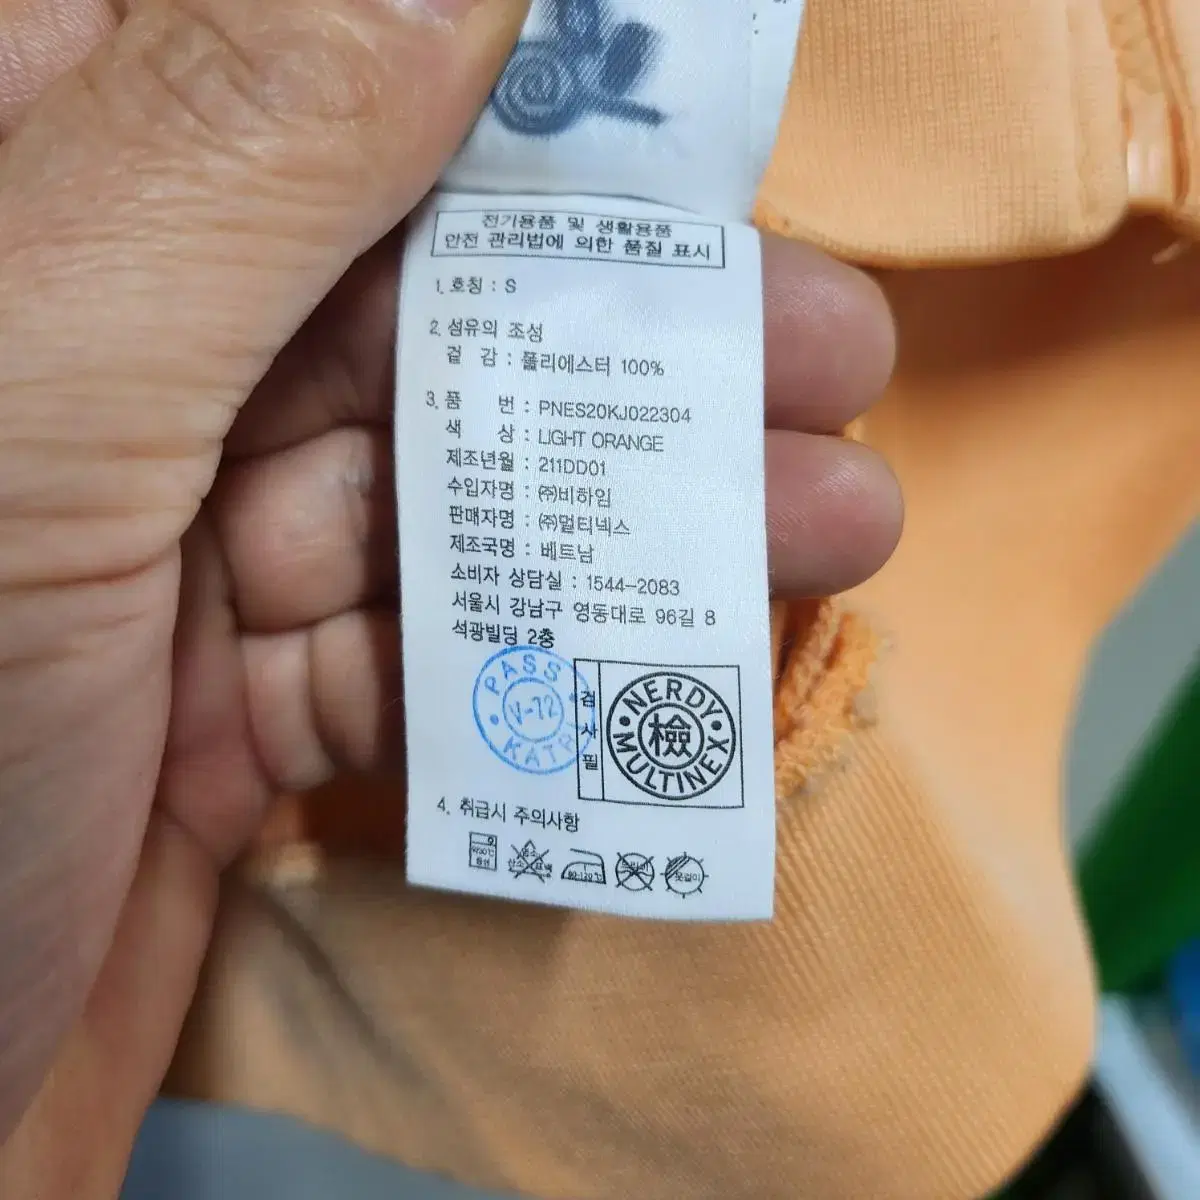 전기용품 및 생활용품
안전 관리법에 의한 품질 표시
1. 호칭 : S
2. 섬유의 조성
겉 감 : 폴리에스터 100%
3. 품 번 : PNES20KJ022304
색 상 : LIGHT ORANGE
제조년월 : 211DD01
수입자명 : ㈜비하임
판매자명 : ㈜멀티넥스
제조국명 : 베트남
소비자 상담실 : 1544-2083
서울시 강남구 영동대로 96길 8
석광빌딩 2층
PASS
V-72
검사필
NERDY
檢
MULTINEX
4. 취급시 주의사항
염소
옷걸이